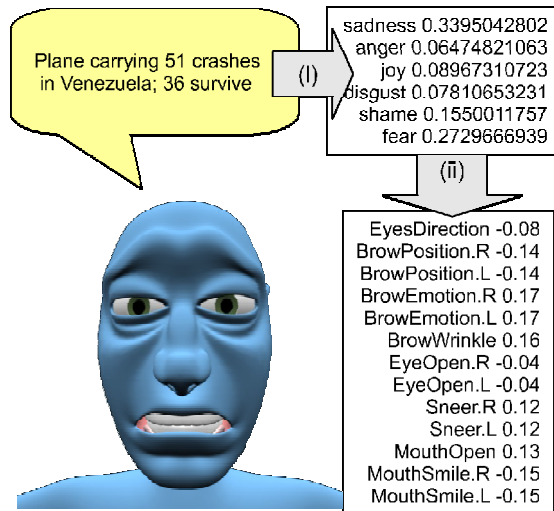 Plane carrying 51 crashes
in Venezuela; 36 survive
(I)
sadness 0.3395042802
anger 0.06474821063
joy 0.08967310723
disgust 0.07810653231
shame 0.1550011757
fear 0.2729666939
(ii)
EyesDirection -0.08
BrowPosition.R -0.14
BrowPosition.L -0.14
BrowEmotion.R 0.17
BrowEmotion.L 0.17
BrowWrinkle 0.16
EyeOpen.R -0.04
EyeOpen.L -0.04
Sneer.R 0.12
Sneer.L 0.12
MouthOpen 0.13
MouthSmile.R -0.15
MouthSmile.L -0.15